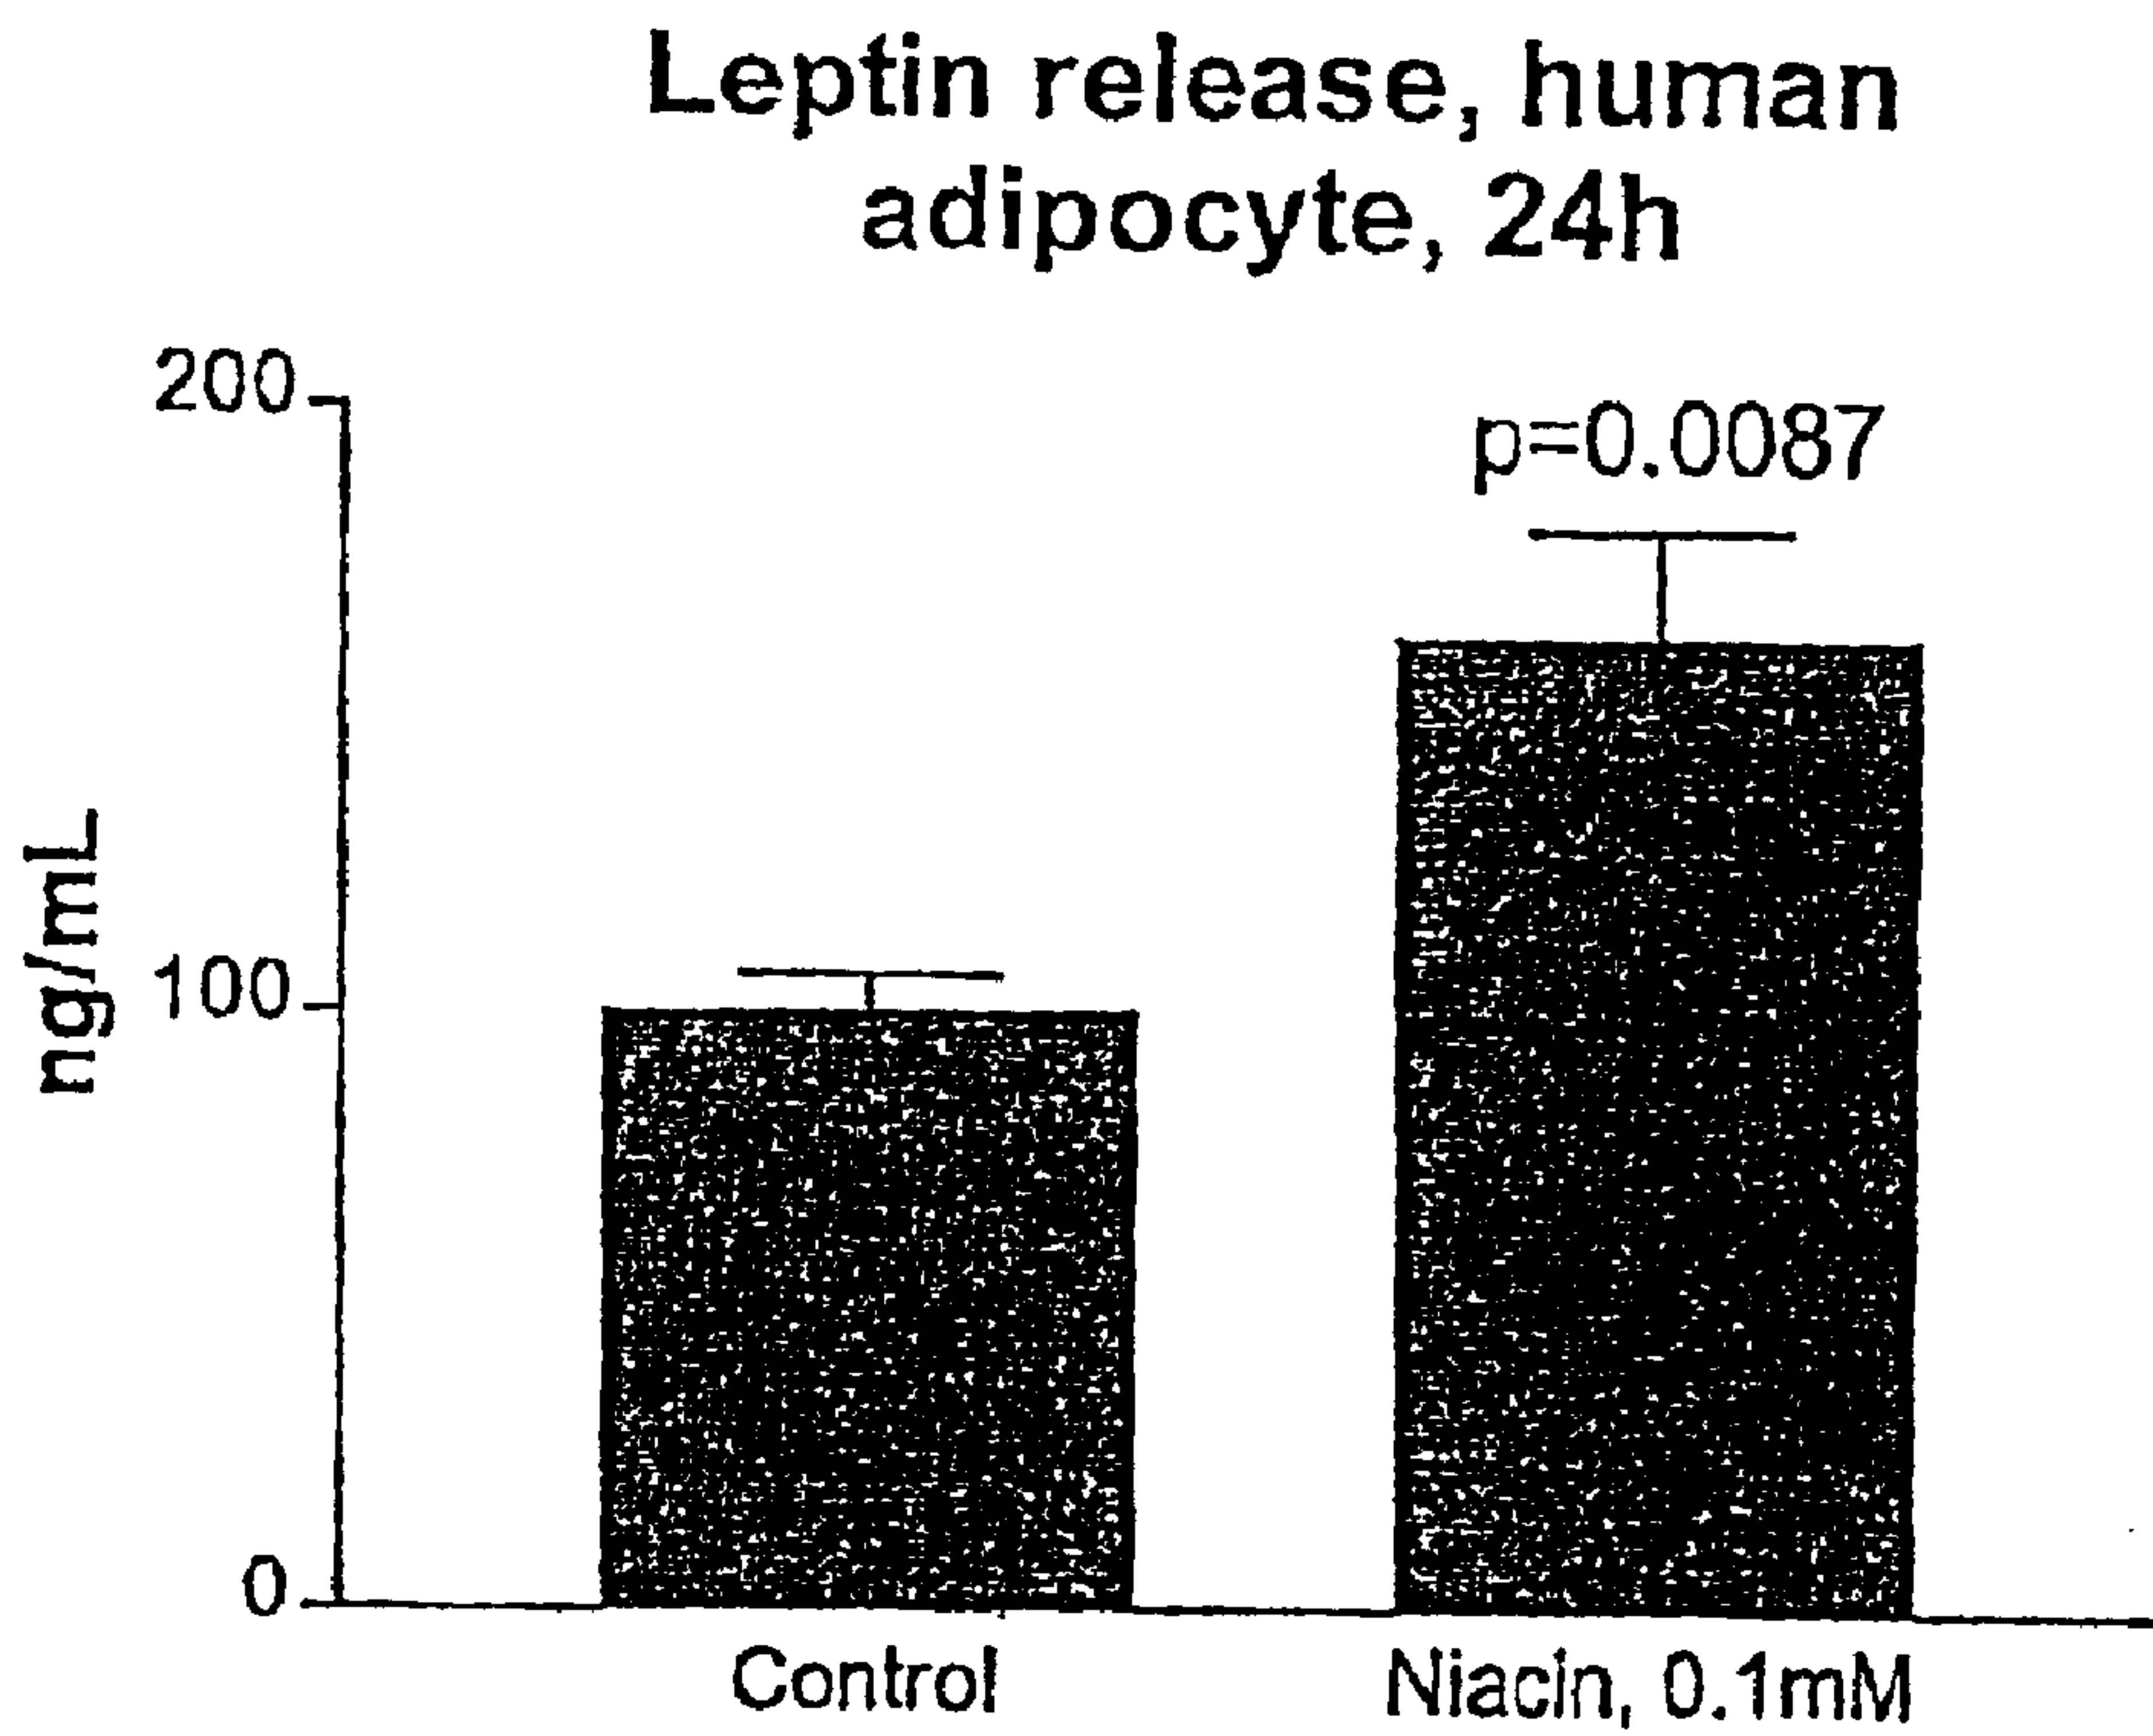 Leptin release, human
adipocyte, 24h
200
p=0.0087
ng/mL
100
0
Control
Niacin, 0.1mM